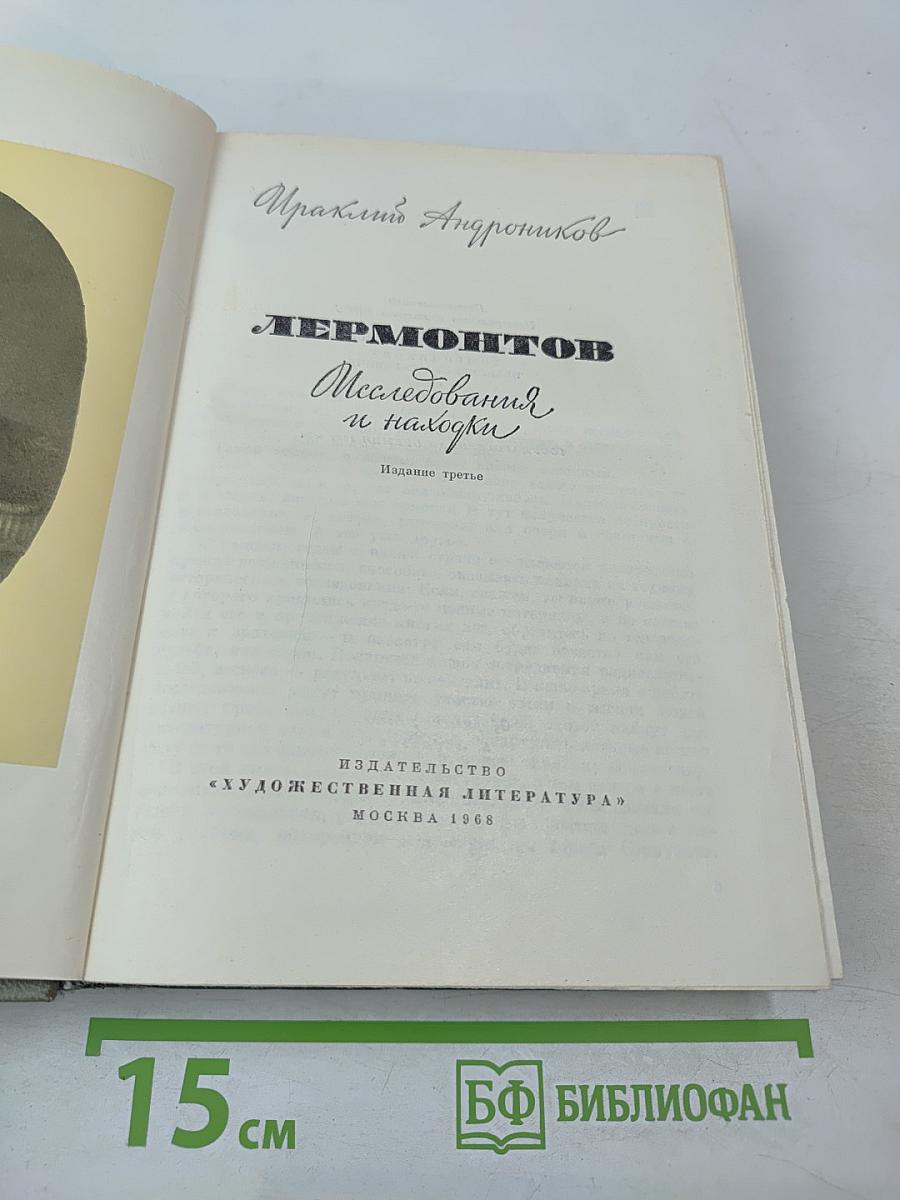 Ираклий Андроников
ЛЕРМОНТОВ
Исследования
и находки
Издание третье
ИЗДАТЕЛЬСТВО
«ХУДОЖЕСТВЕННАЯ ЛИТЕРАТУРА»
МОСКВА 1968
15 см
БФ БИБЛИОФАН